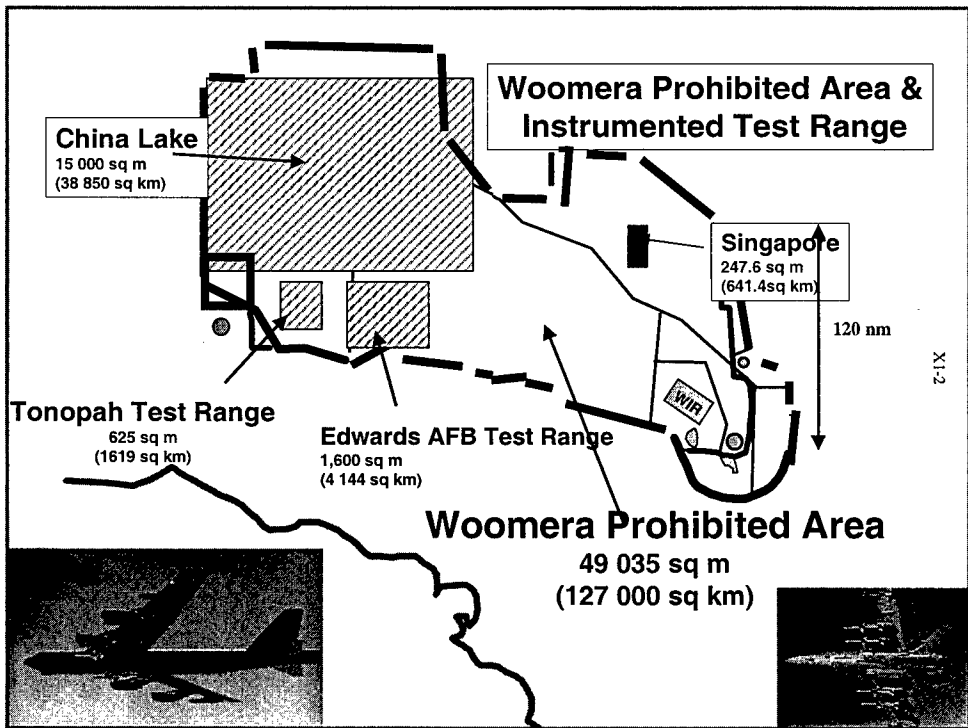 Woomera Prohibited Area &
Instrumented Test Range
China Lake
15 000 sq m
(38 850 sq km)
Singapore
247.6 sq m
(641.4sq km)
120 nm
X1-2
WIR
Tonopah Test Range
625 sq m
(1619 sq km)
Edwards AFB Test Range
1,600 sq m
(4 144 sq km)
Woomera Prohibited Area
49 035 sq m
(127 000 sq km)